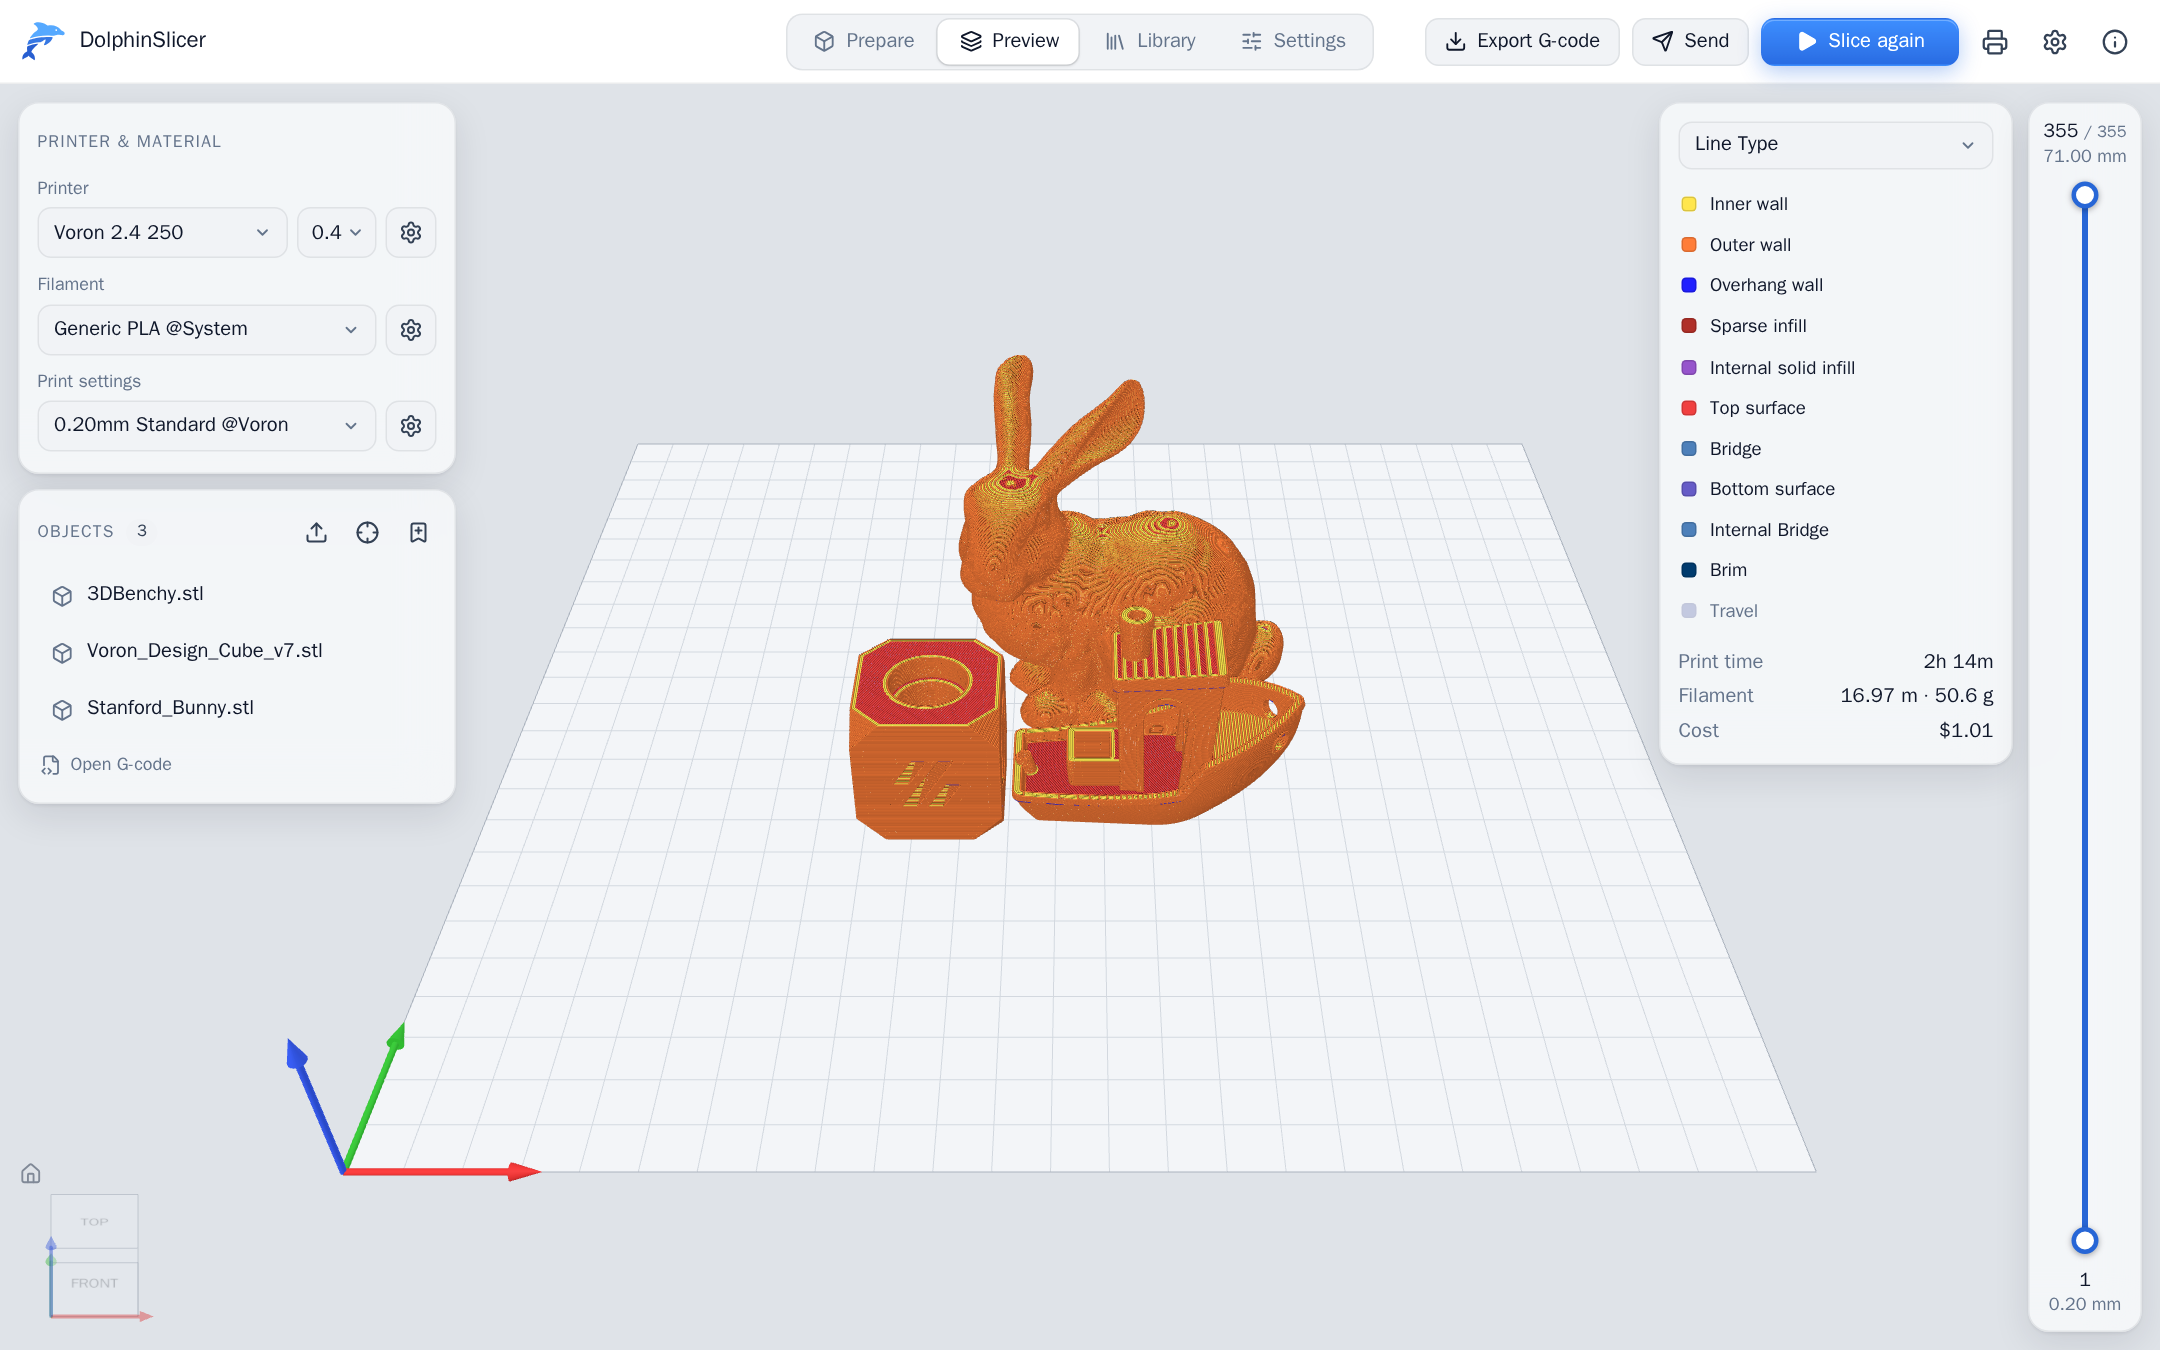 DolphinSlicer
Prepare
Preview
Library
Settings
Export G-code
Send
Slice again
PRINTER & MATERIAL
Printer
Voron 2.4 250
0.4
Filament
Generic PLA @System
Print settings
0.20mm Standard @Voron
OBJECTS 3
3DBenchy.stl
Voron_Design_Cube_v7.stl
Stanford_Bunny.stl
Open G-code
Line Type
Inner wall
Outer wall
Overhang wall
Sparse infill
Internal solid infill
Top surface
Bridge
Bottom surface
Internal Bridge
Brim
Travel
Print time 2h 14m
Filament 16.97 m · 50.6 g
Cost $1.01
355 / 355
71.00 mm
1
0.20 mm
TOP
FRONT